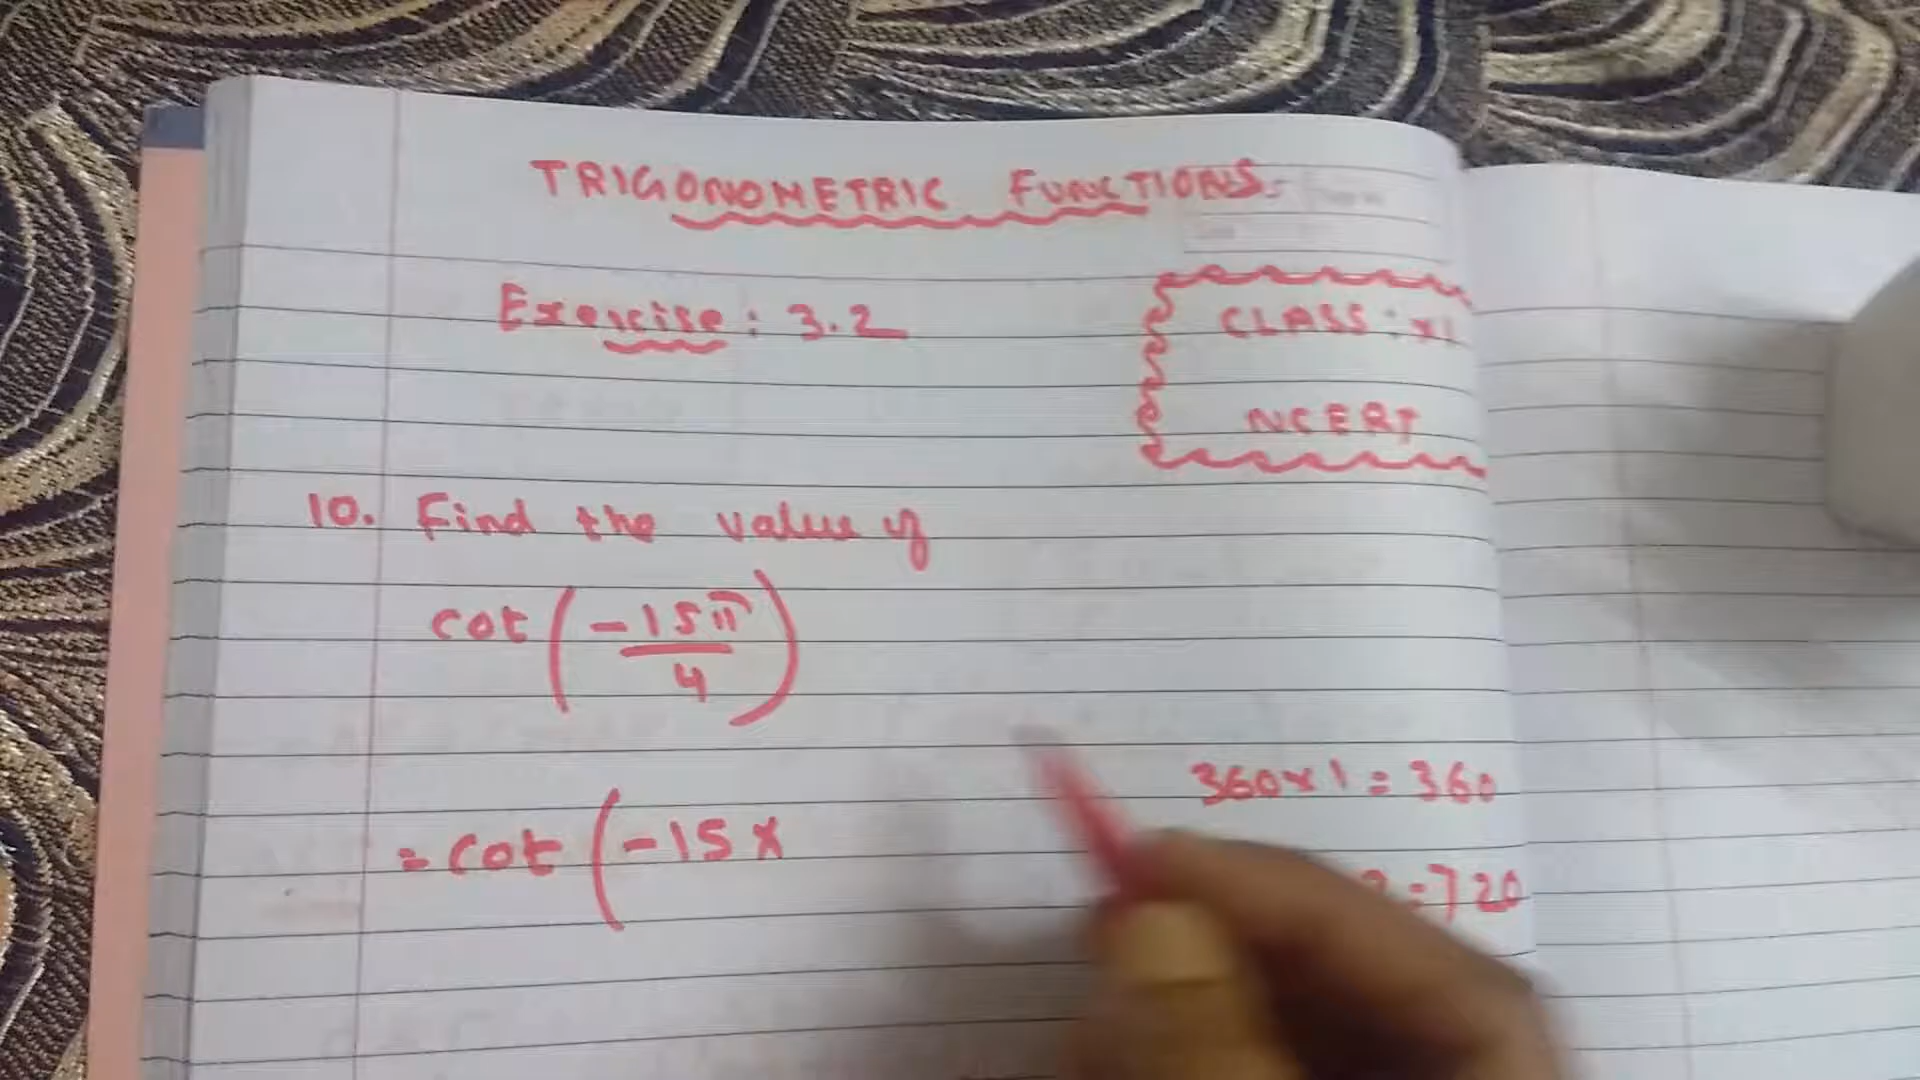 TRIGONOMETRIC FUNCTIONS.
Exercise: 3.2
CLASS: XI
NCERT
10. Find the value of
cot(-15π/4)
360×1 = 360
= cot(-15×
2=720